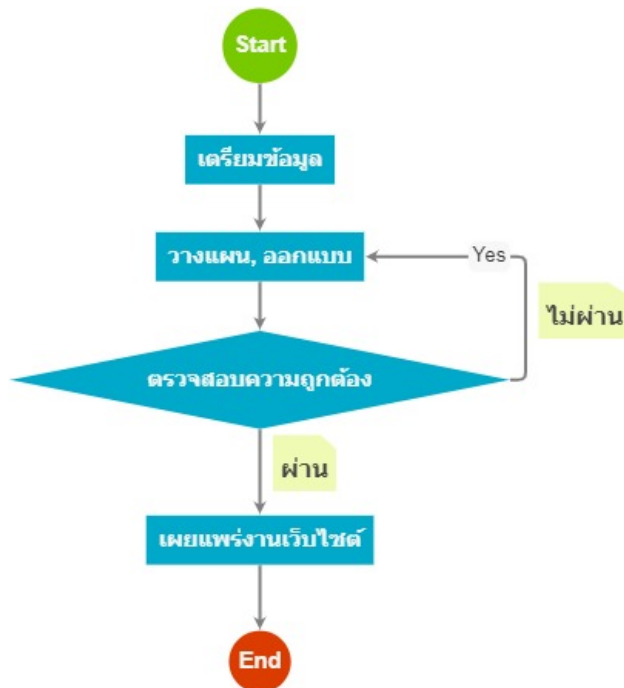 Start
เตรียมข้อมูล
วางแผน, ออกแบบ
Yes
ไม่ผ่าน
ตรวจสอบความถูกต้อง
ผ่าน
เผยแพร่งานเว็บไซต์
End